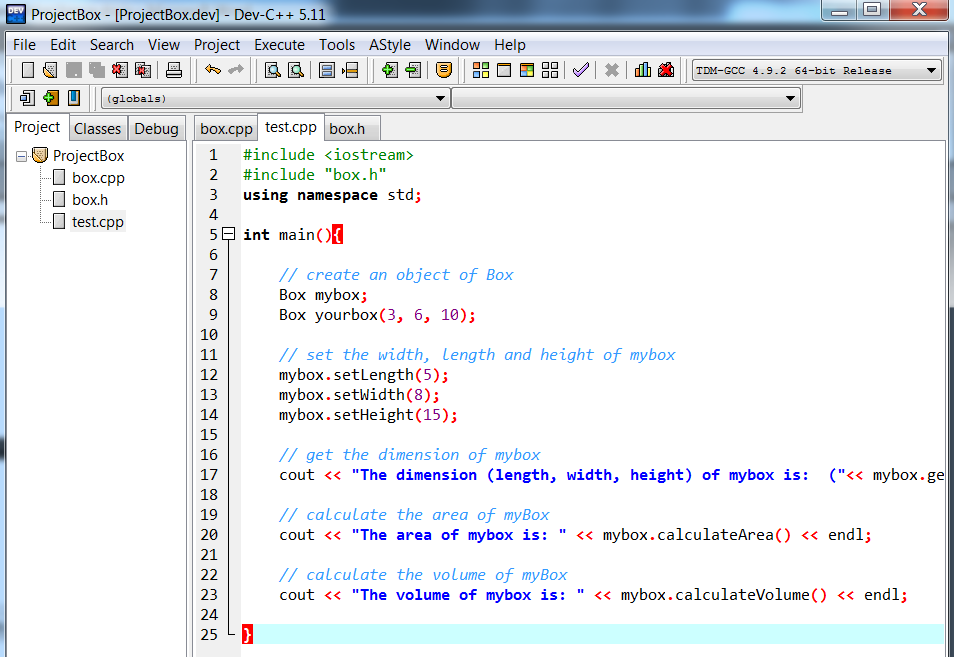 ProjectBox - [ProjectBox.dev] - Dev-C++ 5.11
File Edit Search View Project Execute Tools AStyle Window Help
TDM-GCC 4.9.2 64-bit Release
(globals)
Project Classes Debug
box.cpp test.cpp box.h
ProjectBox
box.cpp
box.h
test.cpp
1 #include <iostream>
2 #include "box.h"
3 using namespace std;
4
5 int main(){
6
7 // create an object of Box
8 Box mybox;
9 Box yourbox(3, 6, 10);
10
11 // set the width, length and height of mybox
12 mybox.setLength(5);
13 mybox.setWidth(8);
14 mybox.setHeight(15);
15
16 // get the dimension of mybox
17 cout << "The dimension (length, width, height) of mybox is:  ("<< mybox.ge
18
19 // calculate the area of myBox
20 cout << "The area of mybox is: " << mybox.calculateArea() << endl;
21
22 // calculate the volume of myBox
23 cout << "The volume of mybox is: " << mybox.calculateVolume() << endl;
24
25 }